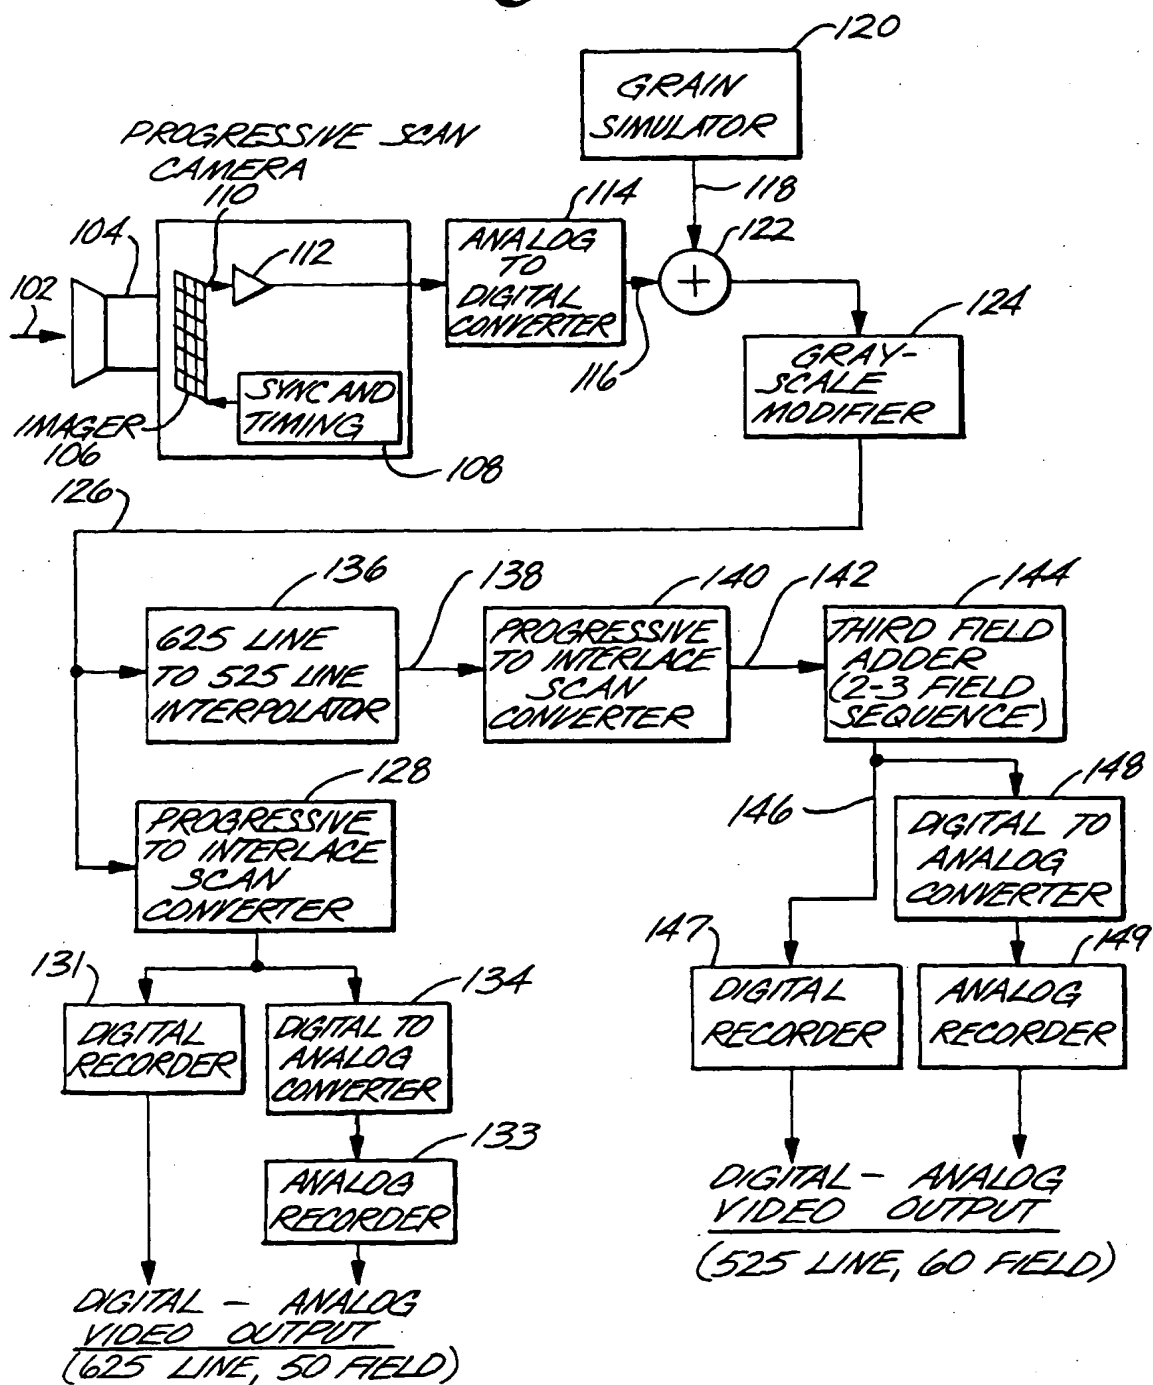 120
GRAIN
SIMULATOR
PROGRESSIVE SCAN
CAMERA
110
118
114
104
112
ANALOG
TO
DIGITAL
CONVERTER
122
+
102
124
116
GRAY-
SCALE
MODIFIER
SYNC AND
TIMING
IMAGER
106
108
126
136
138
140
142
144
625 LINE
TO 525 LINE
INTERPOLATOR
PROGRESSIVE
TO INTERLACE
SCAN
CONVERTER
THIRD FIELD
ADDER
(2-3 FIELD
SEQUENCE)
128
148
PROGRESSIVE
TO INTERLACE
SCAN
CONVERTER
146
DIGITAL TO
ANALOG
CONVERTER
147
149
131
134
DIGITAL
RECORDER
ANALOG
RECORDER
DIGITAL
RECORDER
DIGITAL TO
ANALOG
CONVERTER
133
ANALOG
RECORDER
DIGITAL - ANALOG
VIDEO OUTPUT
(525 LINE, 60 FIELD)
DIGITAL - ANALOG
VIDEO OUTPUT
(625 LINE, 50 FIELD)